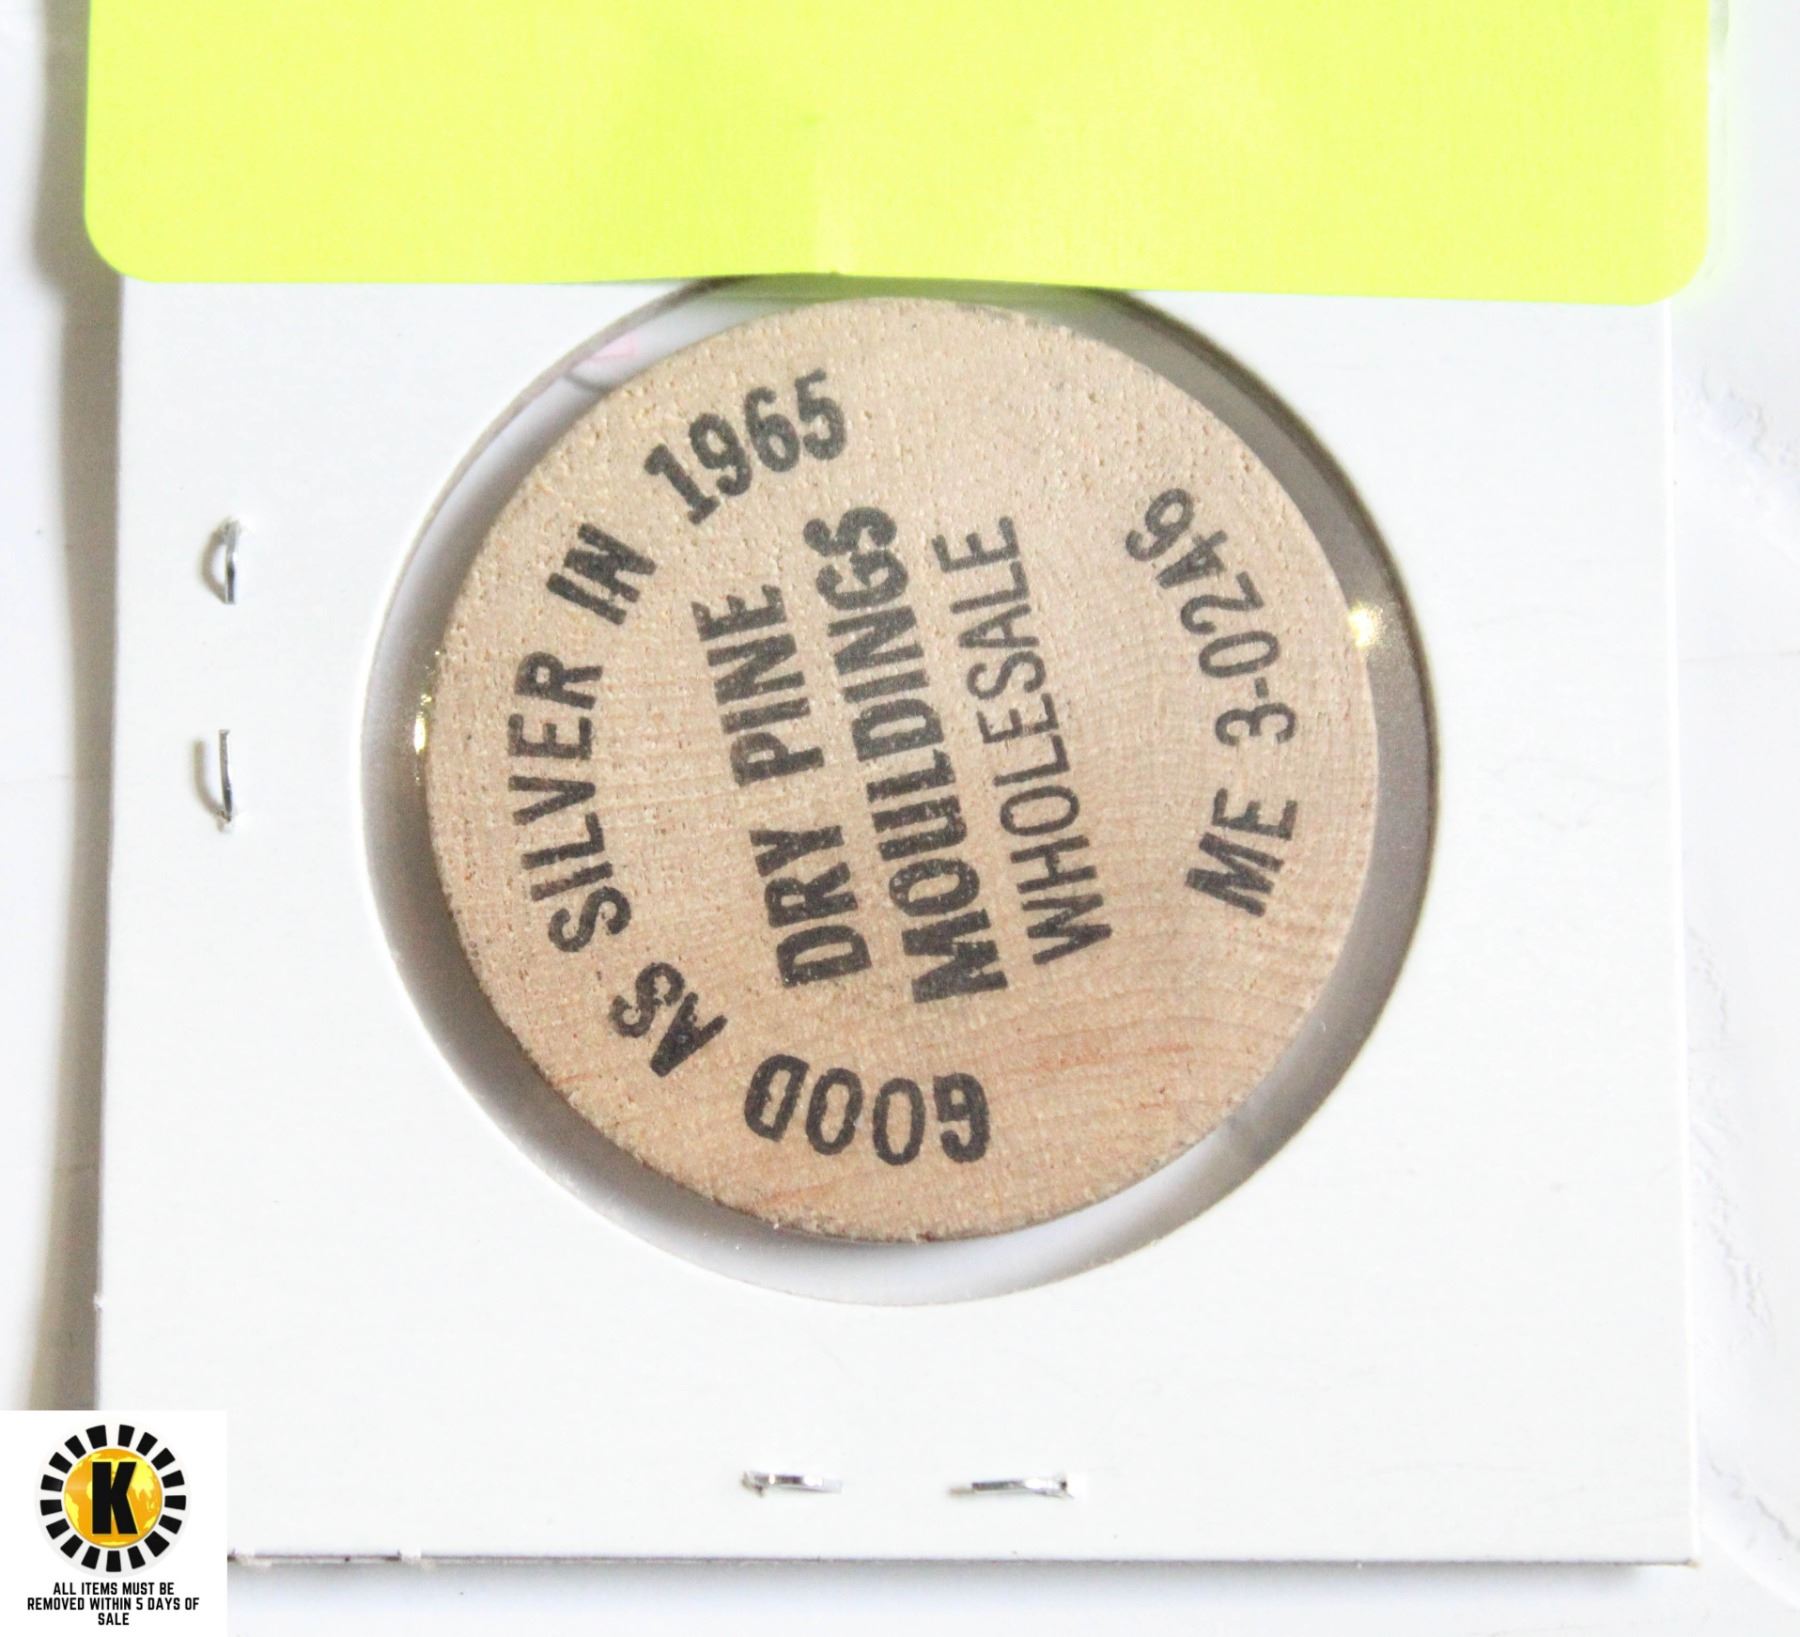 GOOD AS SILVER IN 1965
DRY PINE
MOULDINGS
WHOLESALE
ME 3-0246
K
ALL ITEMS MUST BE
REMOVED WITHIN 5 DAYS OF
SALE